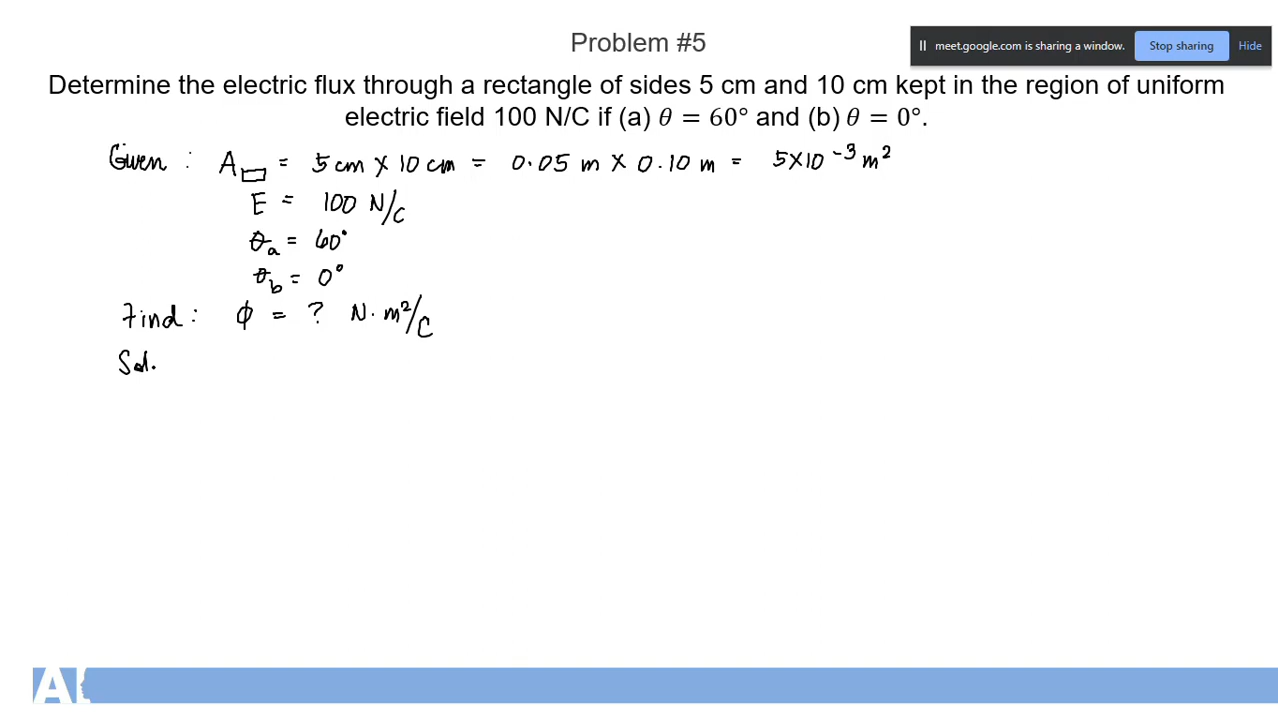 Problem #5
meet.google.com is sharing a window. Stop sharing Hide
Determine the electric flux through a rectangle of sides 5 cm and 10 cm kept in the region of uniform
electric field 100 N/C if (a) θ = 60° and (b) θ = 0°.
Given : A▭ = 5 cm × 10 cm = 0.05 m × 0.10 m = 5×10⁻³ m²
E = 100 N/C
θa = 60°
θb = 0°
Find : ϕ = ? N·m²/C
Sol.
A